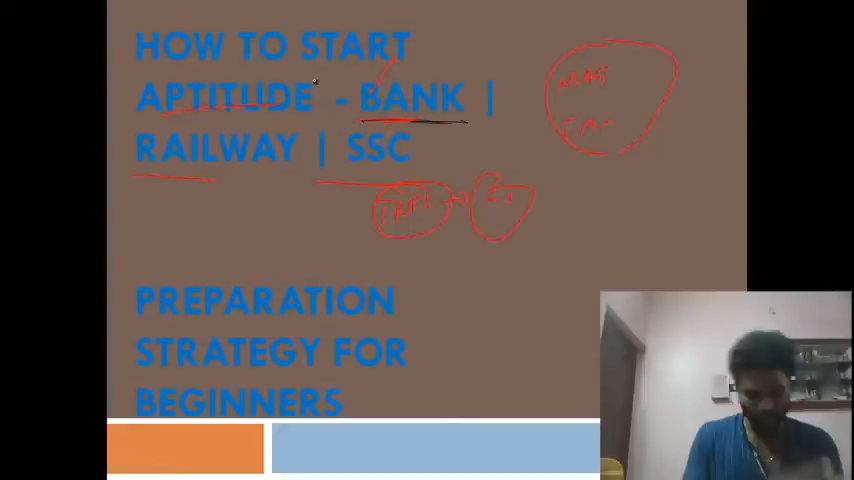 HOW TO START
APTITUDE - BANK |
RAILWAY | SSC
PREPARATION
STRATEGY FOR
BEGINNERS